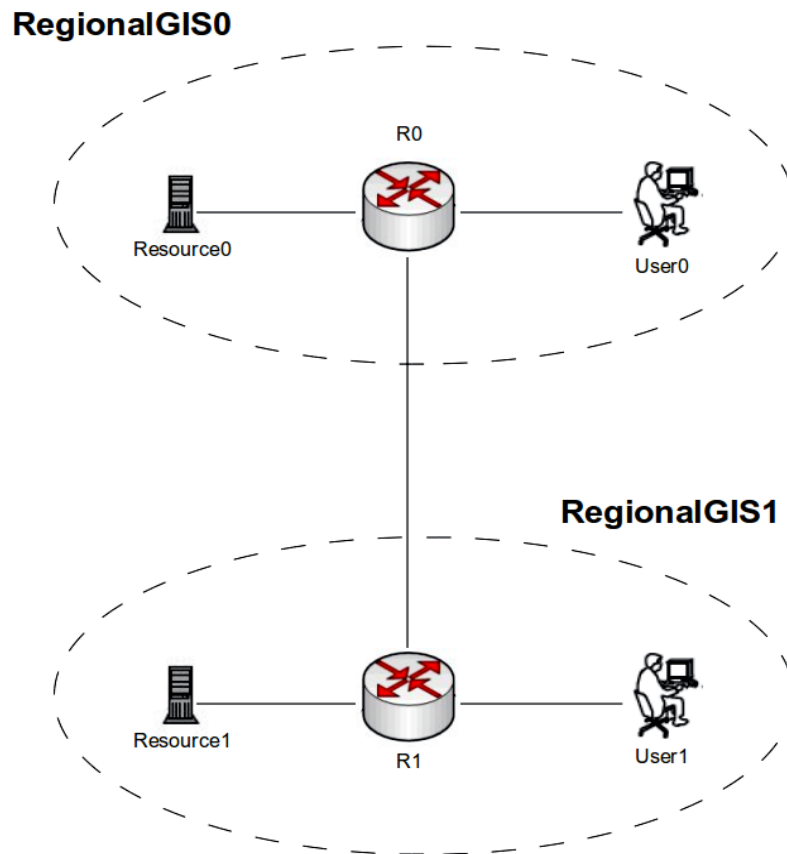 RegionalGIS0
R0
Resource0
User0
RegionalGIS1
Resource1
R1
User1